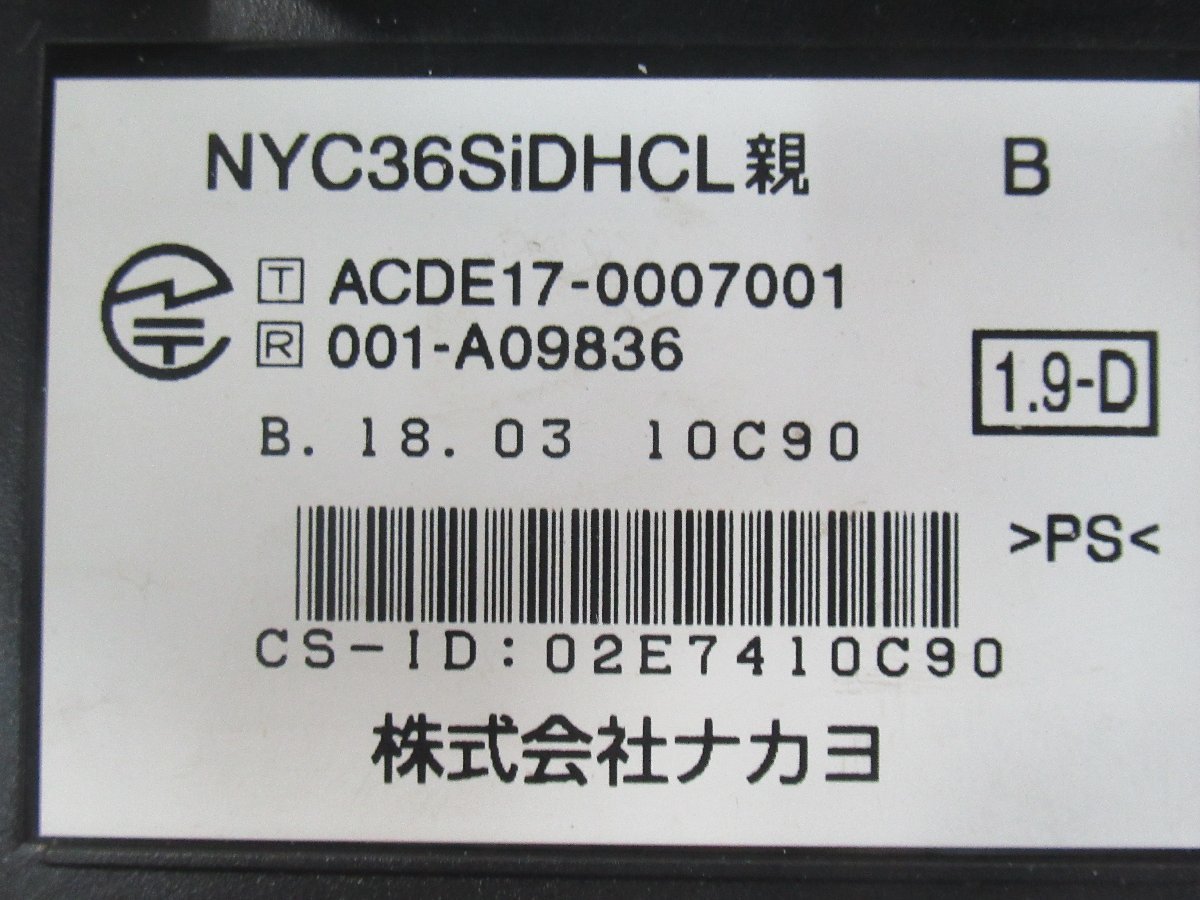 NYC36SiDHCL親 B
T ACDE17-0007001
R 001-A09836
1.9-D
B. 18. 03 10C90
>PS<
CS-ID:02E7410C90
株式会社ナカヨ